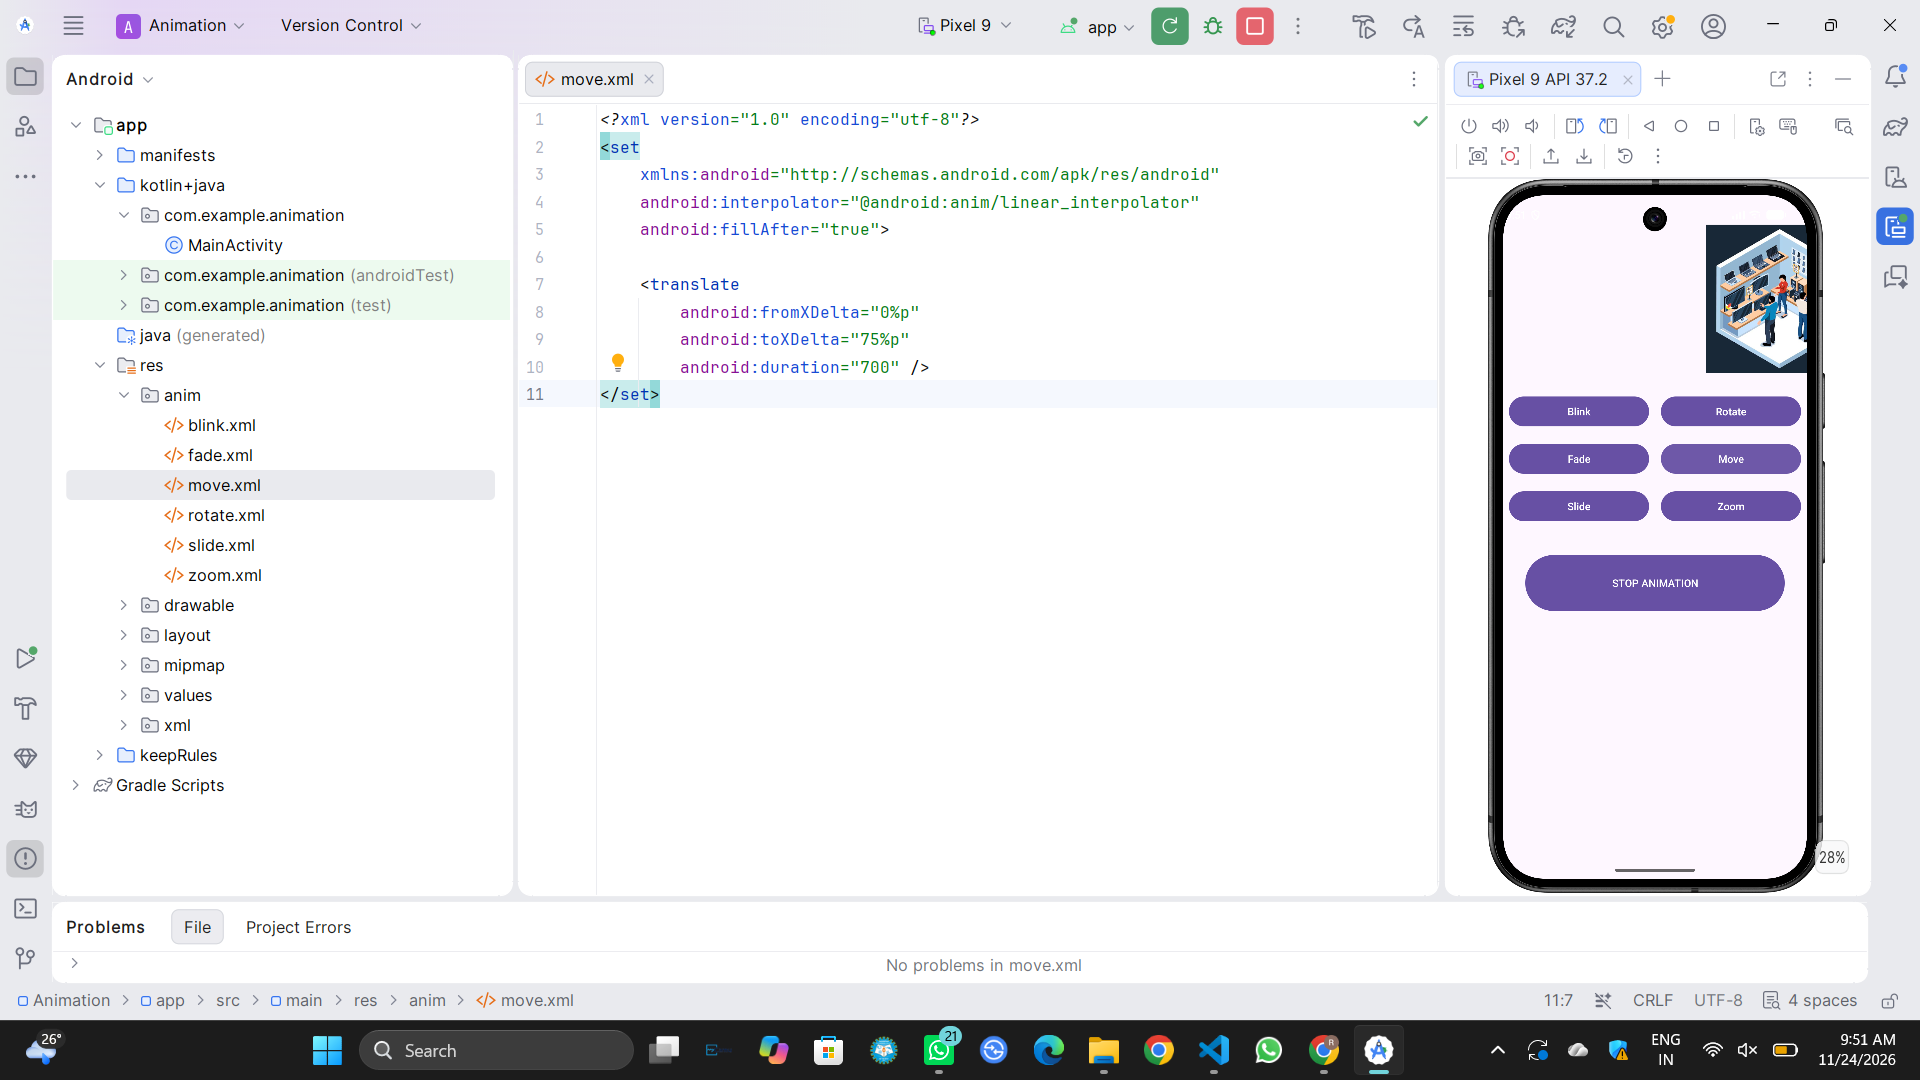 A Animation
Version Control
Pixel 9
app
Android
app
manifests
kotlin+java
com.example.animation
MainActivity
com.example.animation (androidTest)
com.example.animation (test)
java (generated)
res
anim
blink.xml
fade.xml
move.xml
rotate.xml
slide.xml
zoom.xml
drawable
layout
mipmap
values
xml
keepRules
Gradle Scripts
move.xml
1 <?xml version="1.0" encoding="utf-8"?>
2 <set
3 xmlns:android="http://schemas.android.com/apk/res/android"
4 android:interpolator="@android:anim/linear_interpolator"
5 android:fillAfter="true">
6
7 <translate
8 android:fromXDelta="0%p"
9 android:toXDelta="75%p"
10 android:duration="700" />
11 </set>
Pixel 9 API 37.2
Blink Rotate
Fade Move
Slide Zoom
STOP ANIMATION
28%
Problems File Project Errors
No problems in move.xml
Animation > app > src > main > res > anim > move.xml
11:7 CRLF UTF-8 4 spaces
26°
Search
21
R
ENG
IN
9:51 AM
11/24/2026